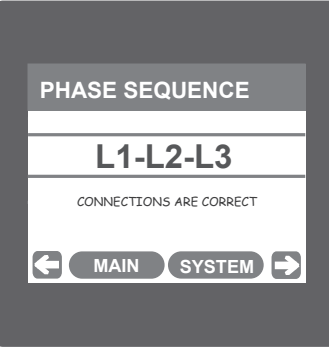 PHASE SEQUENCE
L1-L2-L3
CONNECTIONS ARE CORRECT
MAIN SYSTEM